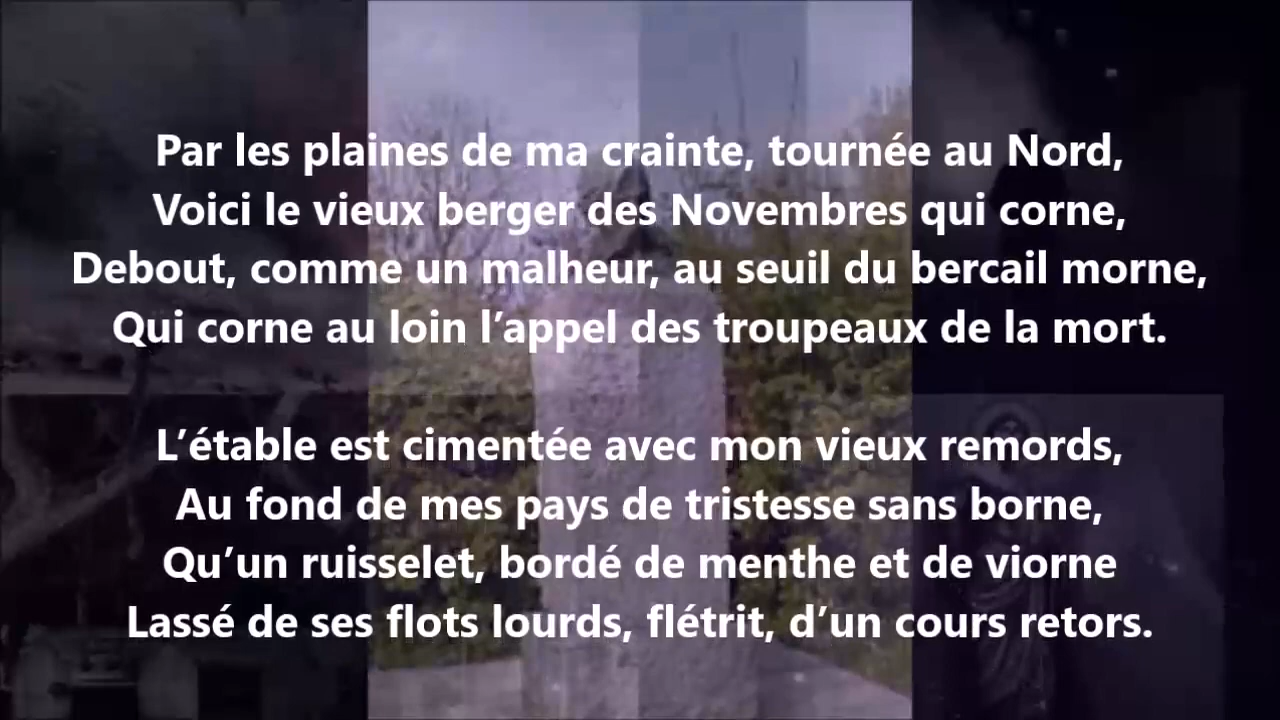 Par les plaines de ma crainte, tournée au Nord,
Voici le vieux berger des Novembres qui corne,
Debout, comme un malheur, au seuil du bercail morne,
Qui corne au loin l’appel des troupeaux de la mort.
L’étable est cimentée avec mon vieux remords,
Au fond de mes pays de tristesse sans borne,
Qu’un ruisselet, bordé de menthe et de viorne
Lassé de ses flots lourds, flétrit, d’un cours retors.